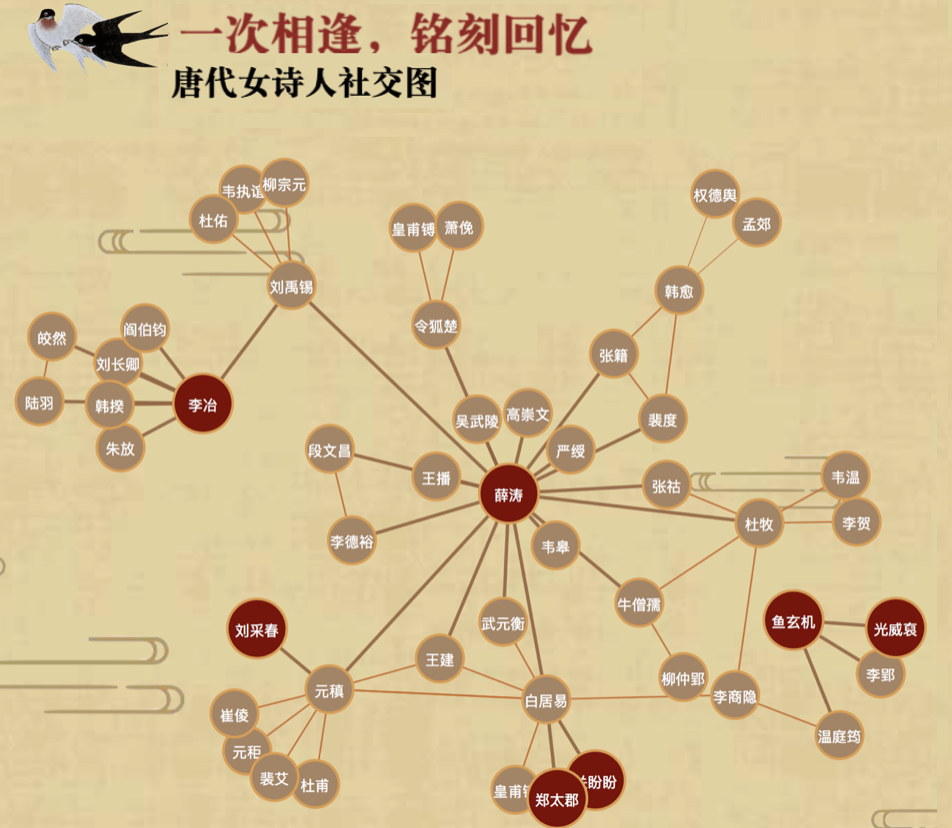 一次相逢，铭刻回忆
唐代女诗人社交图
韦执谊
柳宗元
杜佑
权德舆
孟郊
皇甫镈
萧俛
刘禹锡
韩愈
令狐楚
阎伯钧
皎然
张籍
刘长卿
陆羽
韩揆
李冶
吴武陵
高崇文
裴度
朱放
段文昌
严绶
王播
张祜
韦温
薛涛
杜牧
李贺
李德裕
韦皋
牛僧孺
刘采春
武元衡
鱼玄机
光威裒
王建
元稹
柳仲郢
李郢
白居易
李商隐
崔倰
元秬
温庭筠
裴艾
杜甫
皇甫
盼盼
郑太郡